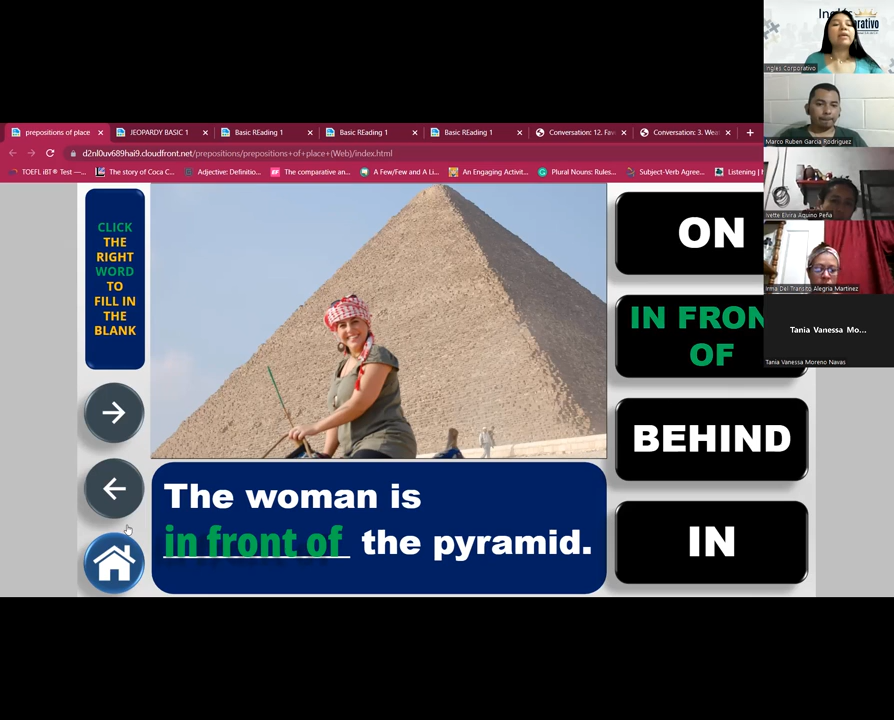 prepositions of place
JEOPARDY BASIC 1
Basic REading 1
Basic REading 1
Basic REading 1
Conversation: 12. Fav
Conversation: 3. Wea
d2nl0uv689hai9.cloudfront.net/prepositions/prepositions+of+place+(Web)/index.html
TOEFL iBT® Test —...
The story of Coca C...
Adjective: Definitio...
The comparative an...
A Few/Few and A Li...
An Engaging Activit...
Plural Nouns: Rules...
Subject-Verb Agree...
Listening
CLICK
THE
RIGHT
WORD
TO
FILL IN
THE
BLANK
The woman is
in front of the pyramid.
ON
IN FRON
OF
BEHIND
IN
Ingles Corporativo
Marco Ruben Garcia Rodriguez
Ivette Elvira Aquino Peña
Irma Del Transito Alegria Martinez
Tania Vanessa Mo...
Tania Vanessa Moreno Navas